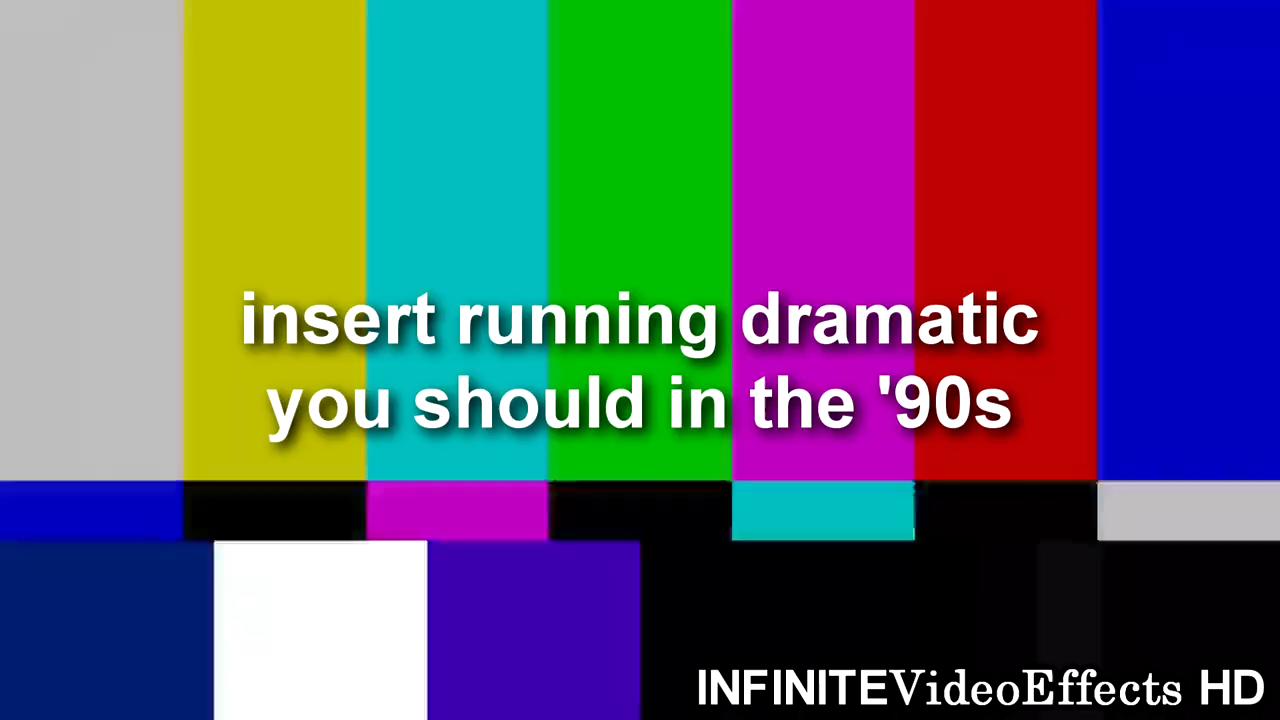 insert running dramatic
you should in the '90s
INFINITEVideoEffects HD